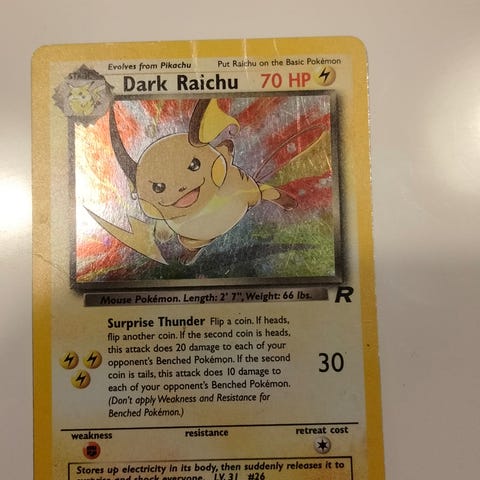 Evolves from Pikachu Put Raichu on the Basic Pokémon
STAGE
Dark Raichu 70 HP
Mouse Pokémon. Length: 2' 7", Weight: 66 lbs.
R
Surprise Thunder Flip a coin. If heads,
flip another coin. If the second coin is heads,
this attack does 20 damage to each of your
opponent's Benched Pokémon. If the second
coin is tails, this attack does 10 damage to
each of your opponent's Benched Pokémon.
(Don't apply Weakness and Resistance for
Benched Pokémon.)
30
weakness resistance retreat cost
Stores up electricity in its body, then suddenly releases it to
surprise and shock everyone. LV. 31 #26